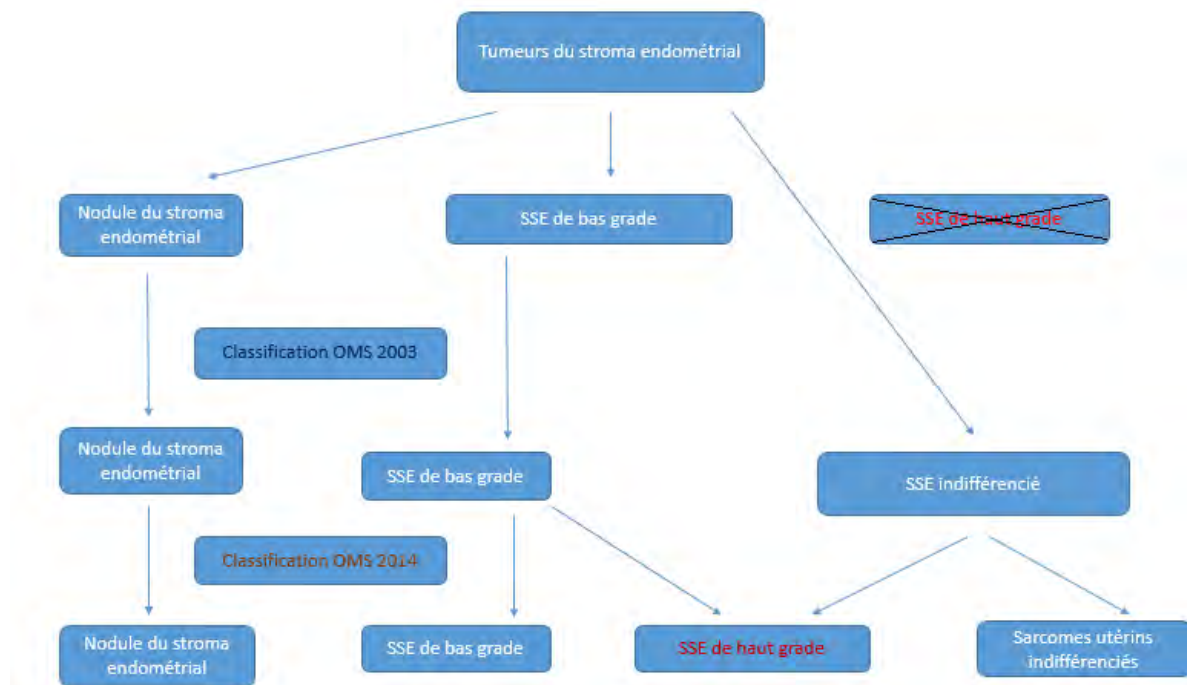 Tumeurs du stroma endométrial
Nodule du stroma
endométrial
SSE de bas grade
SSE de haut grade
Classification OMS 2003
Nodule du stroma
endométrial
SSE de bas grade
SSE indifférencié
Classification OMS 2014
Nodule du stroma
endométrial
SSE de bas grade
SSE de haut grade
Sarcomes utérins
indifférenciés